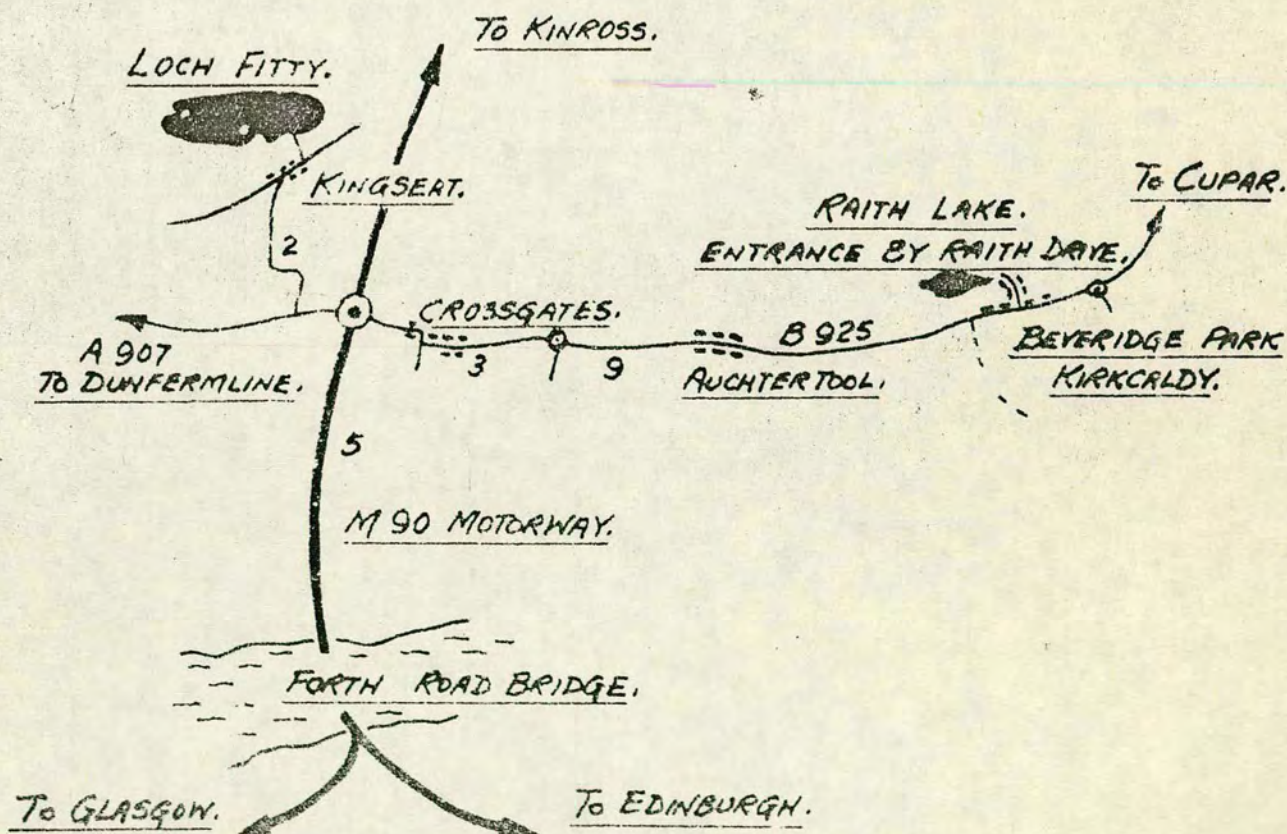 To KINROSS.
LOCH FITTY.
KINGSEAT.
To CUPAR.
RAITH LAKE.
ENTRANCE BY RAITH DRIVE.
2
CROSSGATES.
A 907
TO DUNFERMLINE.
3
9
B 925
AUCHTERTOOL.
BEVERIDGE PARK
KIRKCALDY.
5
M 90 MOTORWAY.
FORTH ROAD BRIDGE.
To GLASGOW.
To EDINBURGH.